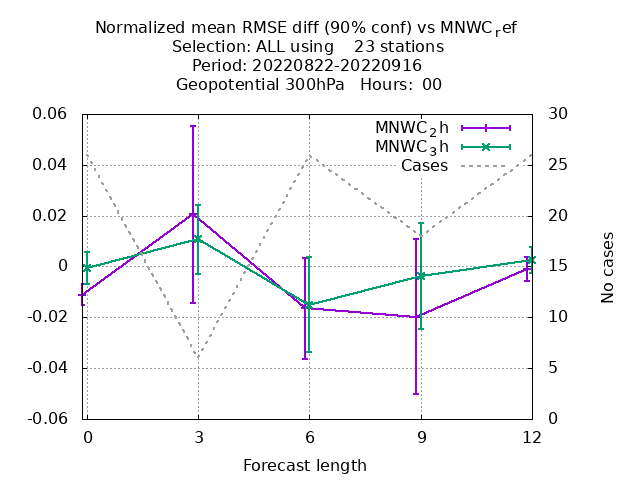 Normalized mean RMSE diff (90% conf) vs MNWC_ref
Selection: ALL using    23 stations
Period: 20220822-20220916
Geopotential 300hPa   Hours:  00
MNWC_2h
MNWC_3h
Cases
0.06
0.04
0.02
0
-0.02
-0.04
-0.06
30
25
20
15
10
5
0
No cases
0 3 6 9 12
Forecast length